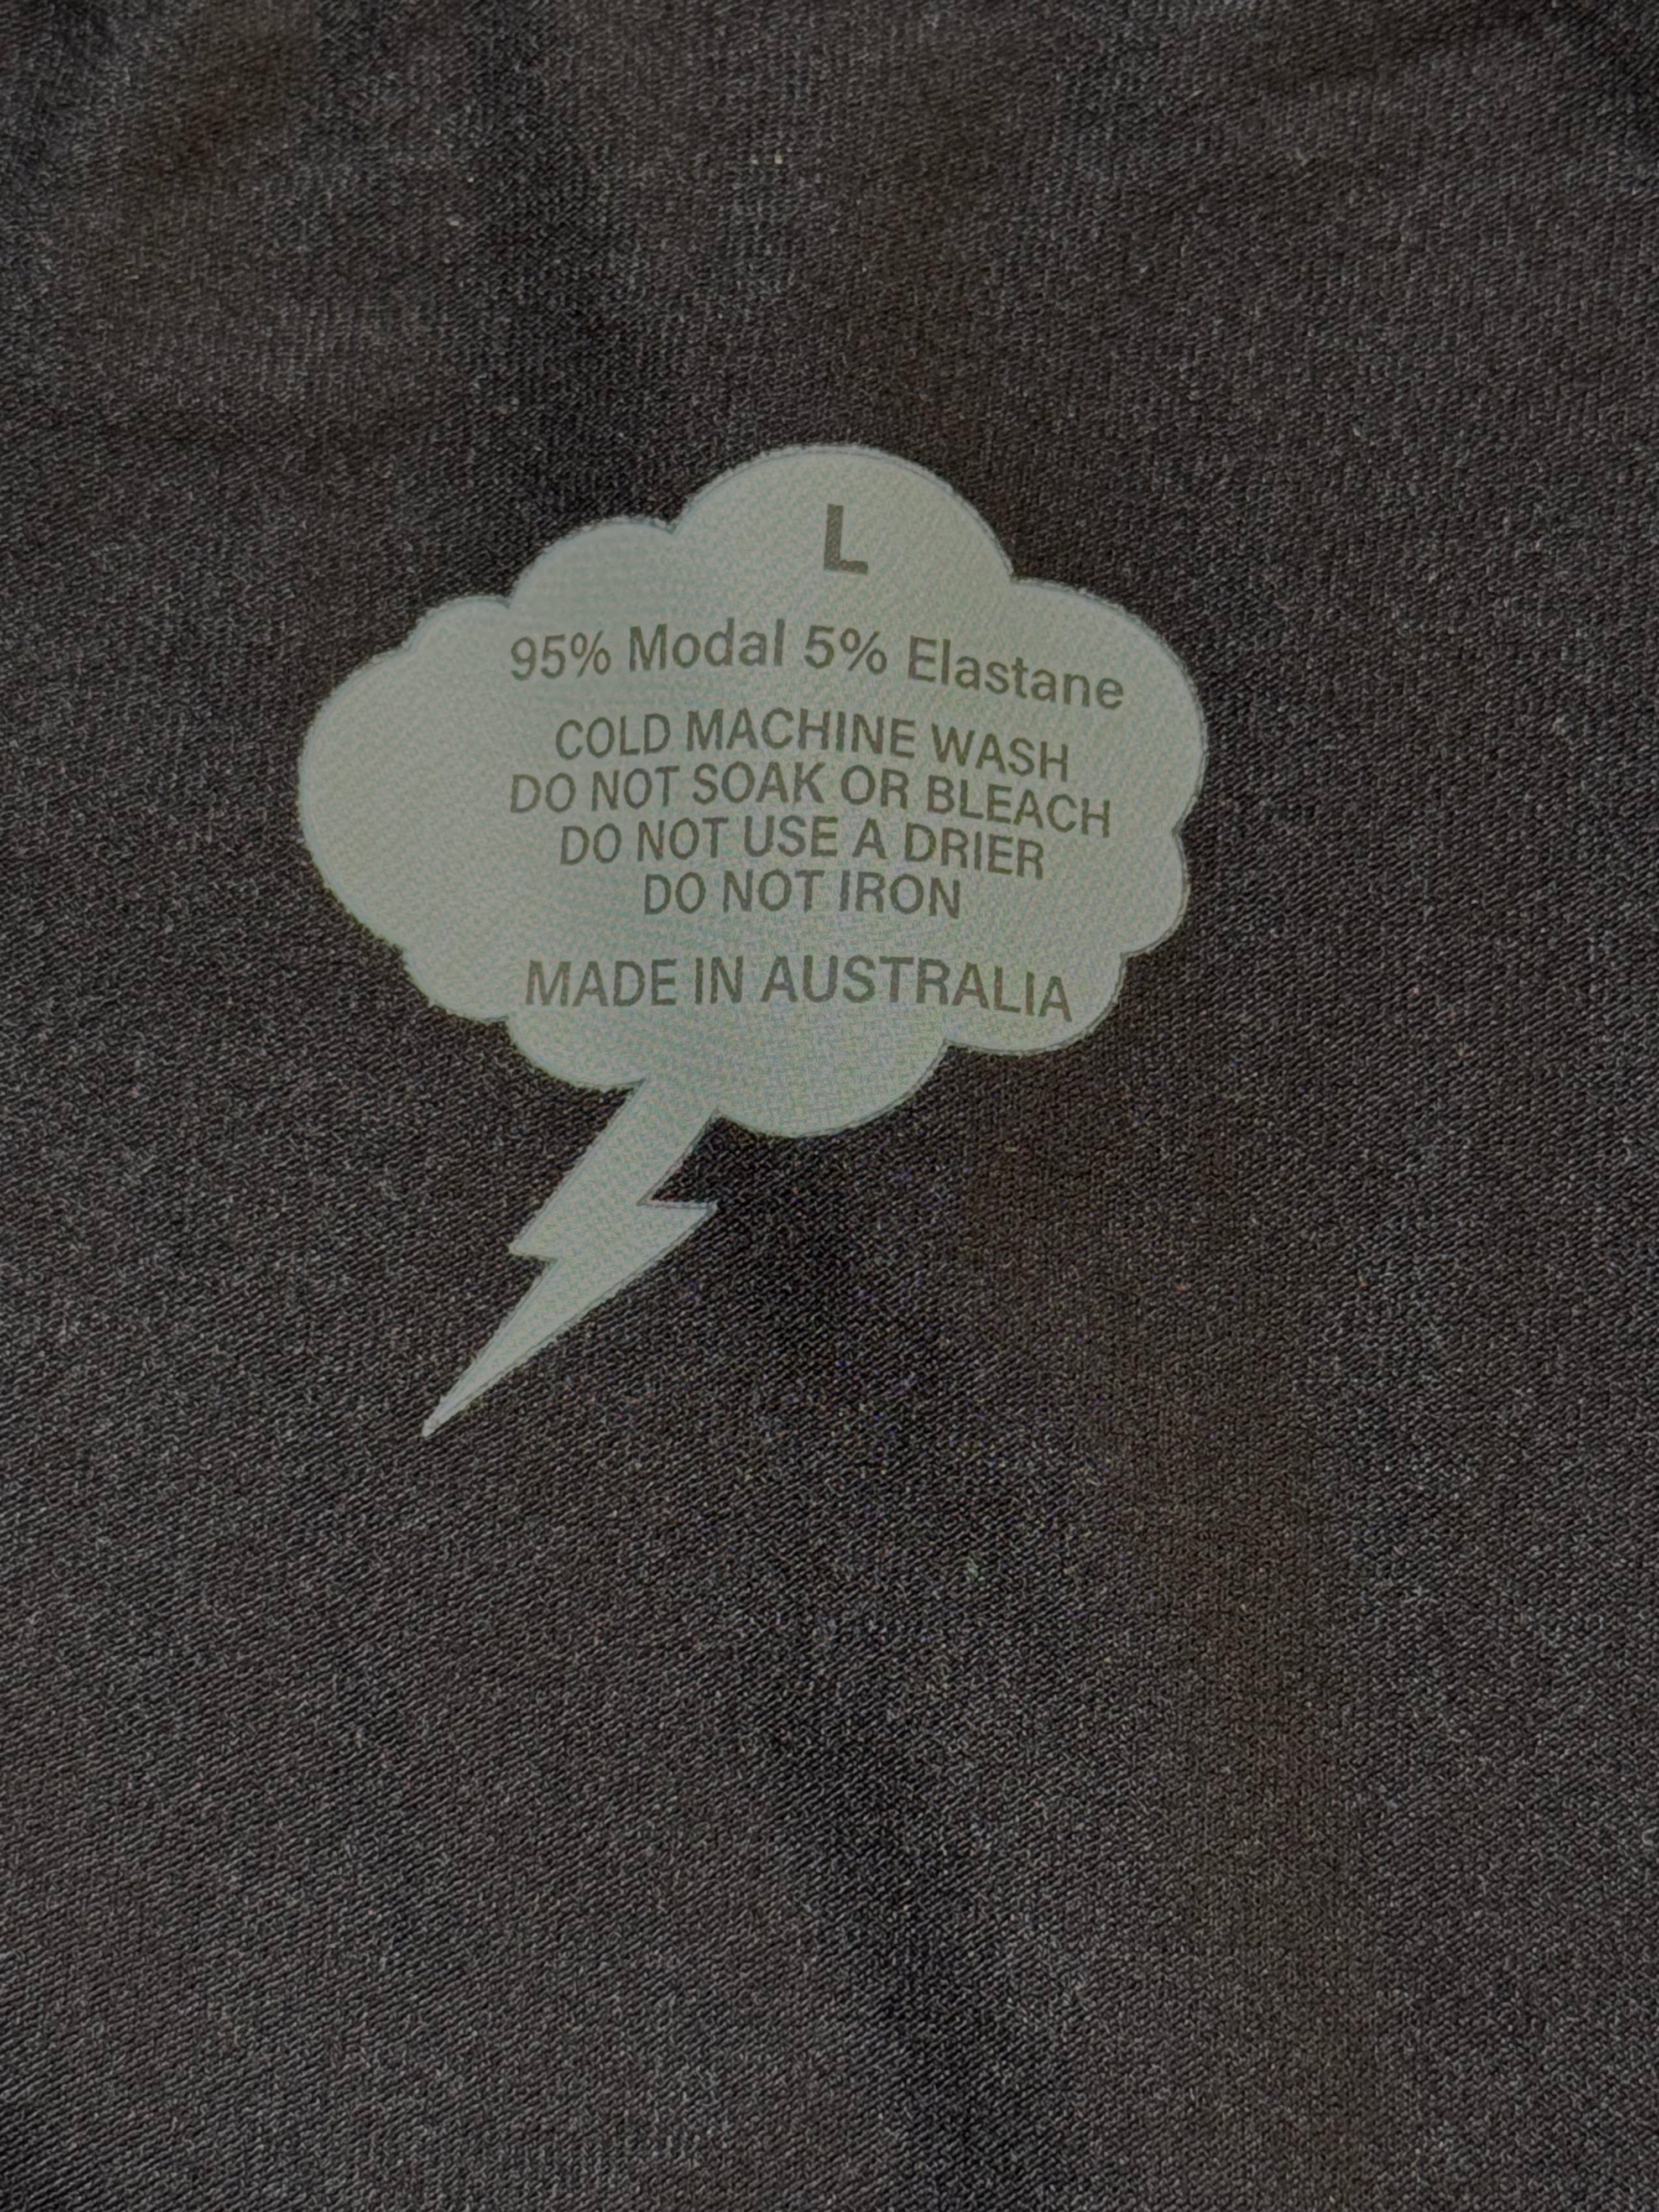 L
95% Modal 5% Elastane
COLD MACHINE WASH
DO NOT SOAK OR BLEACH
DO NOT USE A DRIER
DO NOT IRON
MADE IN AUSTRALIA